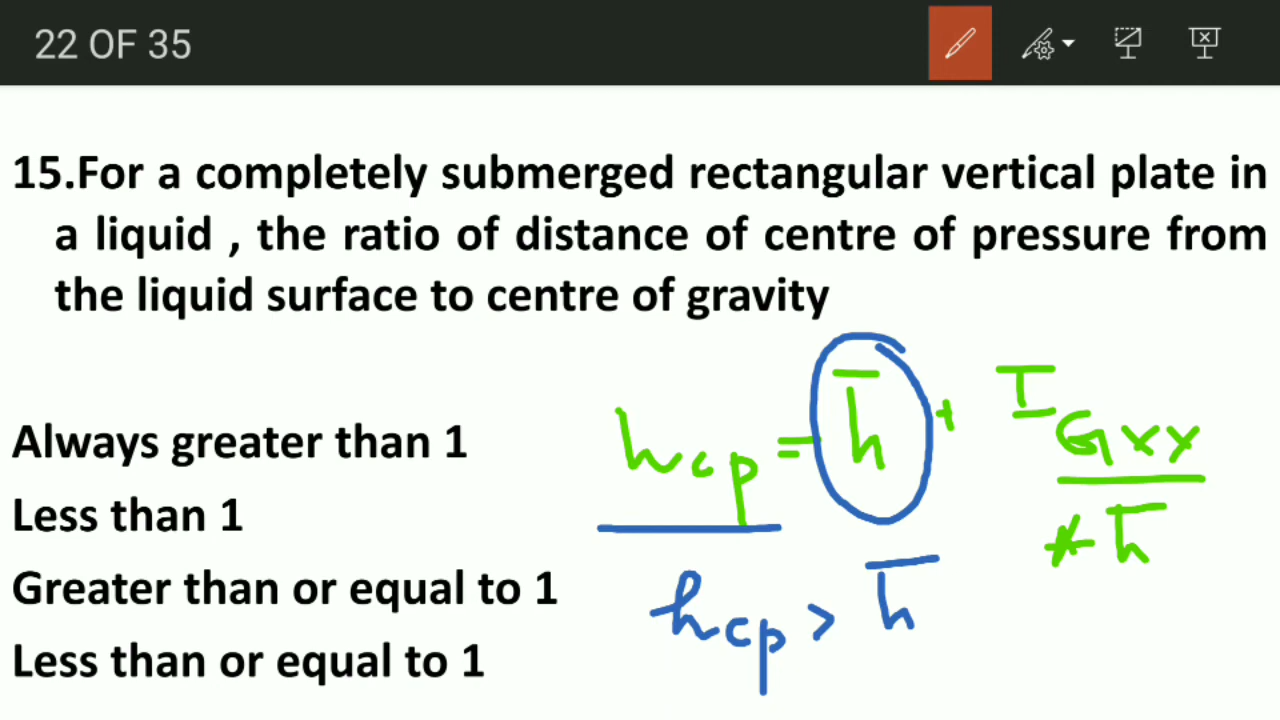 22 OF 35
15.For a completely submerged rectangular vertical plate in
a liquid , the ratio of distance of centre of pressure from
the liquid surface to centre of gravity
Always greater than 1
Less than 1
Greater than or equal to 1
Less than or equal to 1
h̅cp = h̅ + IGxx / Ah̅
hcp > h̅